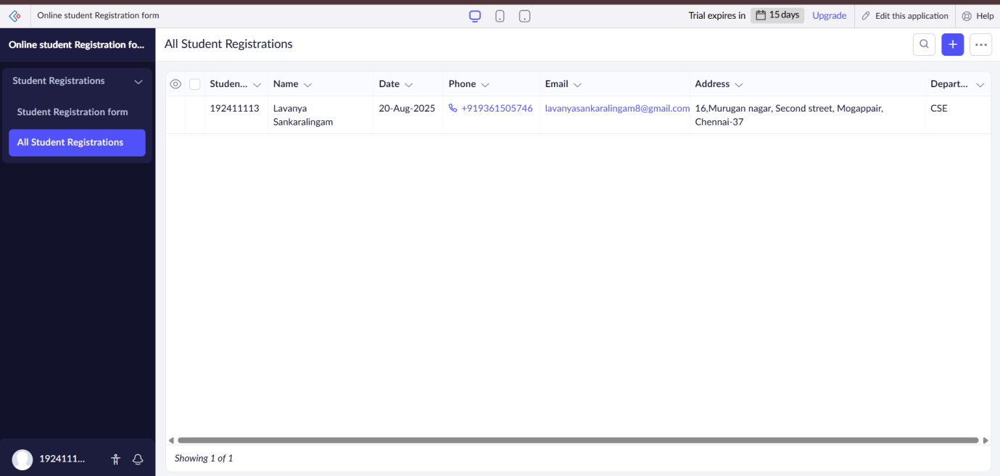 Online student Registration form
Trial expires in 15 days Upgrade Edit this application Help
Online student Registration fo...
All Student Registrations
Student Registrations
Student Registration form
All Student Registrations
Studen... Name Date Phone Email Address Depart...
192411113 Lavanya 20-Aug-2025 +919361505746 lavanyasankaralingam8@gmail.com 16,Murugan nagar, Second street, Mogappair, CSE
Sankaralingam Chennai-37
1924111...
Showing 1 of 1